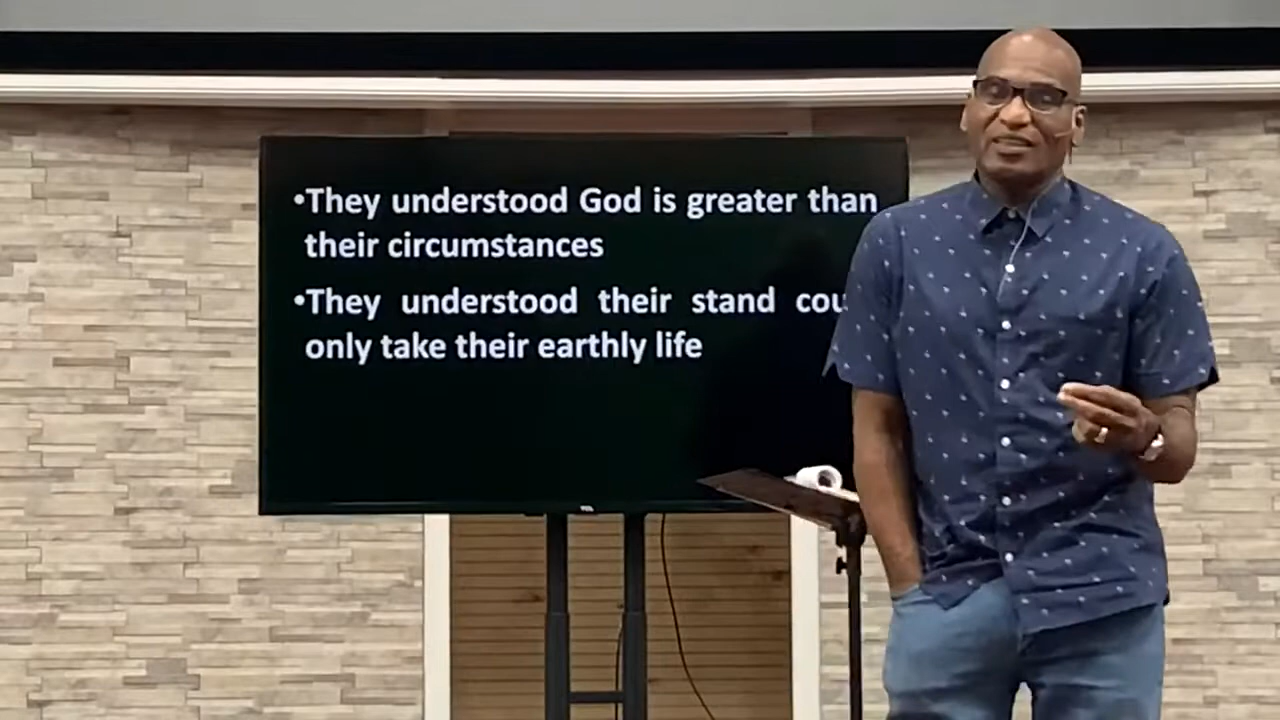 •They understood God is greater than
their circumstances
•They understood their stand
only take their earthly life